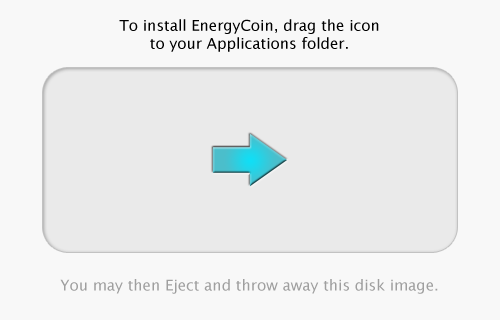 To install EnergyCoin, drag the icon
to your Applications folder.
You may then Eject and throw away this disk image.